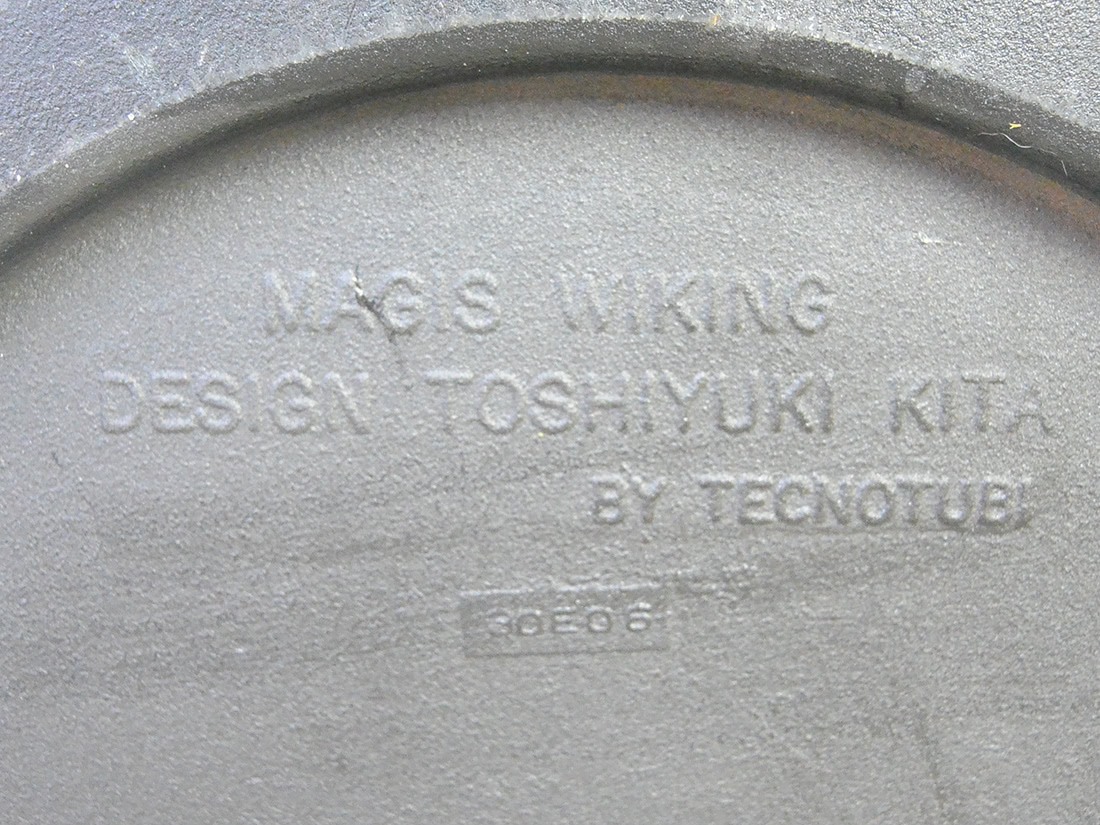 MAGIS WIKING
DESIGN TOSHIYUKI KITA
BY TECNOTUBI
30E06